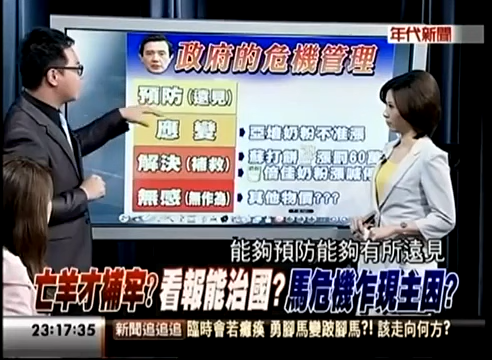 年代新聞
政府的危機管理
預防(遠見)
應變
亞培奶粉不准漲
解決(補救)
蘇打餅 漲罰60萬
倍佳奶粉漲喊停
無感(無作為)
其他物價???
能夠預防能夠有所遠見
亡羊才補牢?看報能治國?馬危機乍現主因?
23:17:35
新聞追追追
臨時會若癱瘓 勇腳馬變跛腳馬?! 該走向何方?